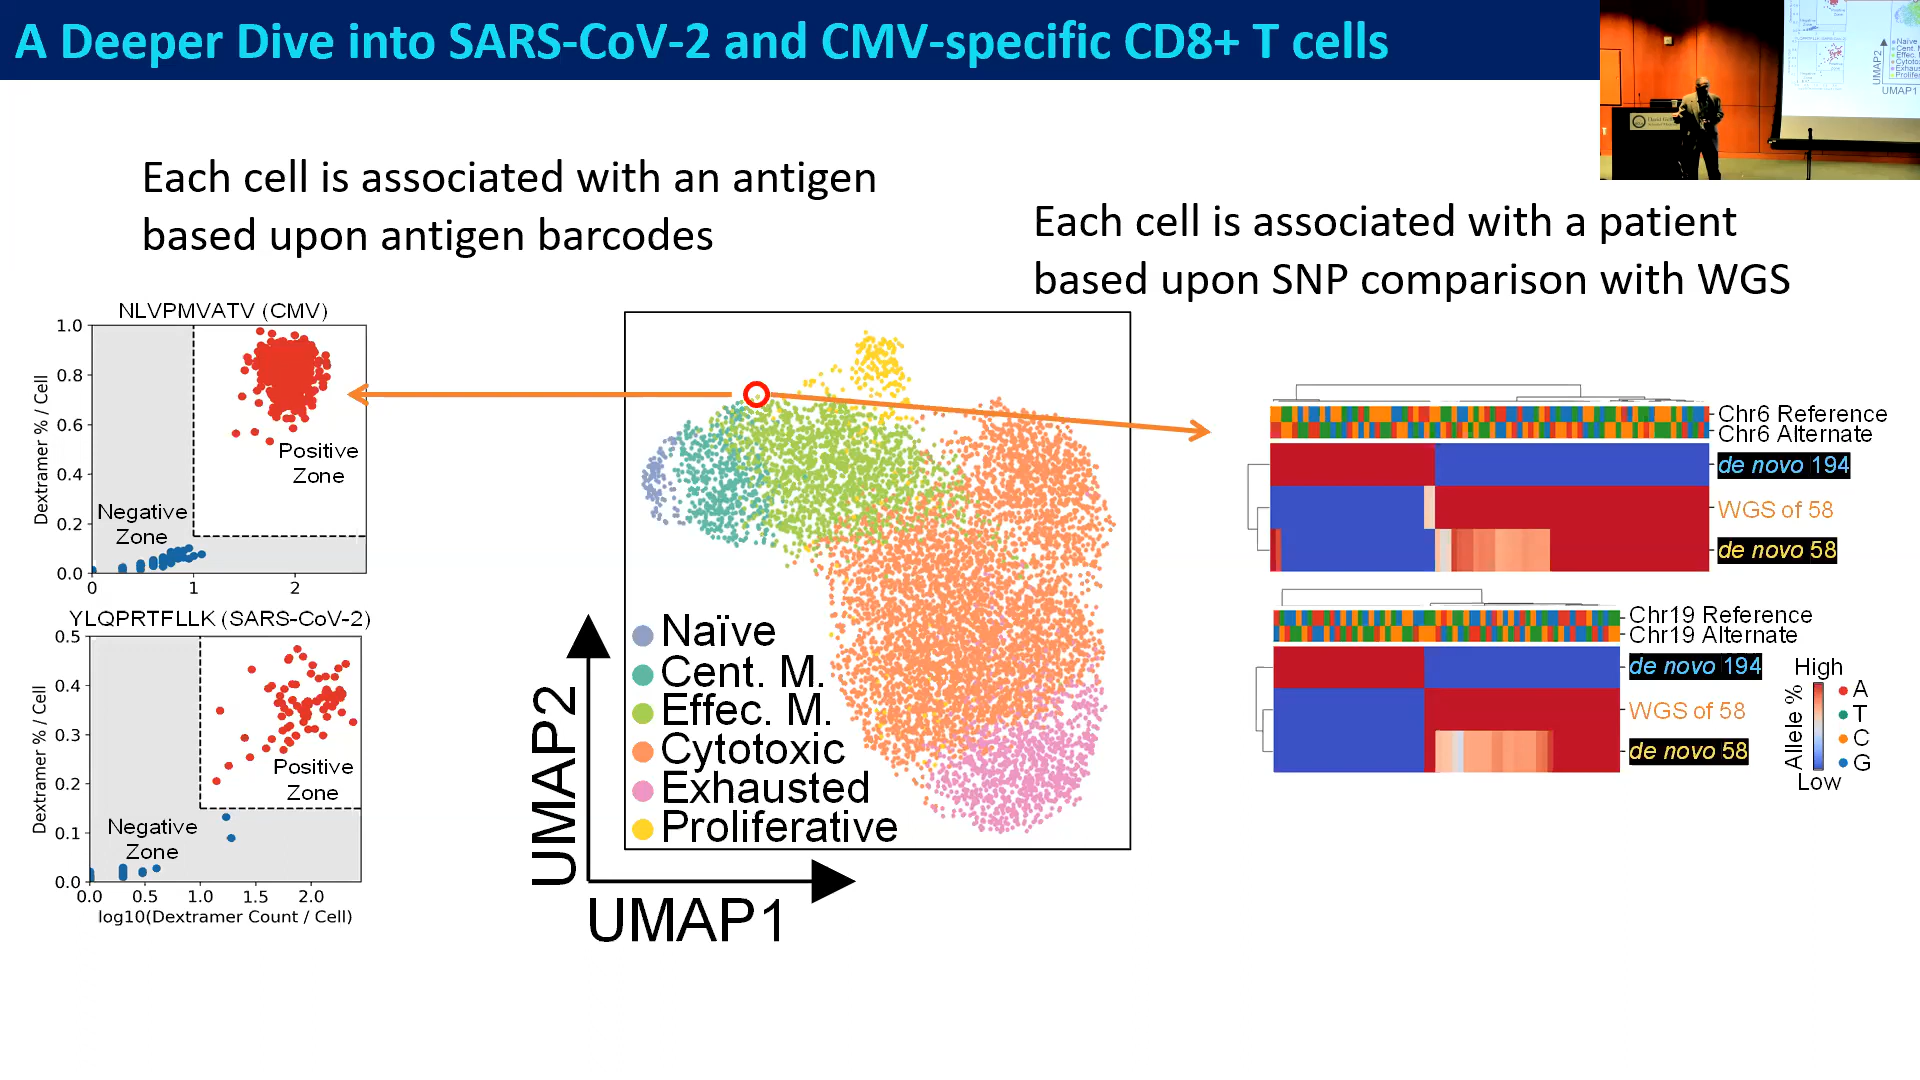 A Deeper Dive into SARS-CoV-2 and CMV-specific CD8+ T cells
Each cell is associated with an antigen
based upon antigen barcodes
Each cell is associated with a patient
based upon SNP comparison with WGS
NLVPMVATV (CMV)
1.0
0.8
0.6
0.4
0.2
0.0
Dextramer % / Cell
Positive
Zone
Negative
Zone
0
1
2
YLQPRTFLLK (SARS-CoV-2)
0.5
0.4
0.3
0.2
0.1
0.0
Dextramer % / Cell
Positive
Zone
Negative
Zone
0.0
0.5
1.0
1.5
2.0
log10(Dextramer Count / Cell)
Naïve
Cent. M.
Effec. M.
Cytotoxic
Exhausted
Proliferative
UMAP2
UMAP1
Chr6 Reference
Chr6 Alternate
de novo 194
WGS of 58
de novo 58
Chr19 Reference
Chr19 Alternate
de novo 194
WGS of 58
de novo 58
High
Allele %
Low
A
T
C
G
UMAP2
UMAP1
Naïve